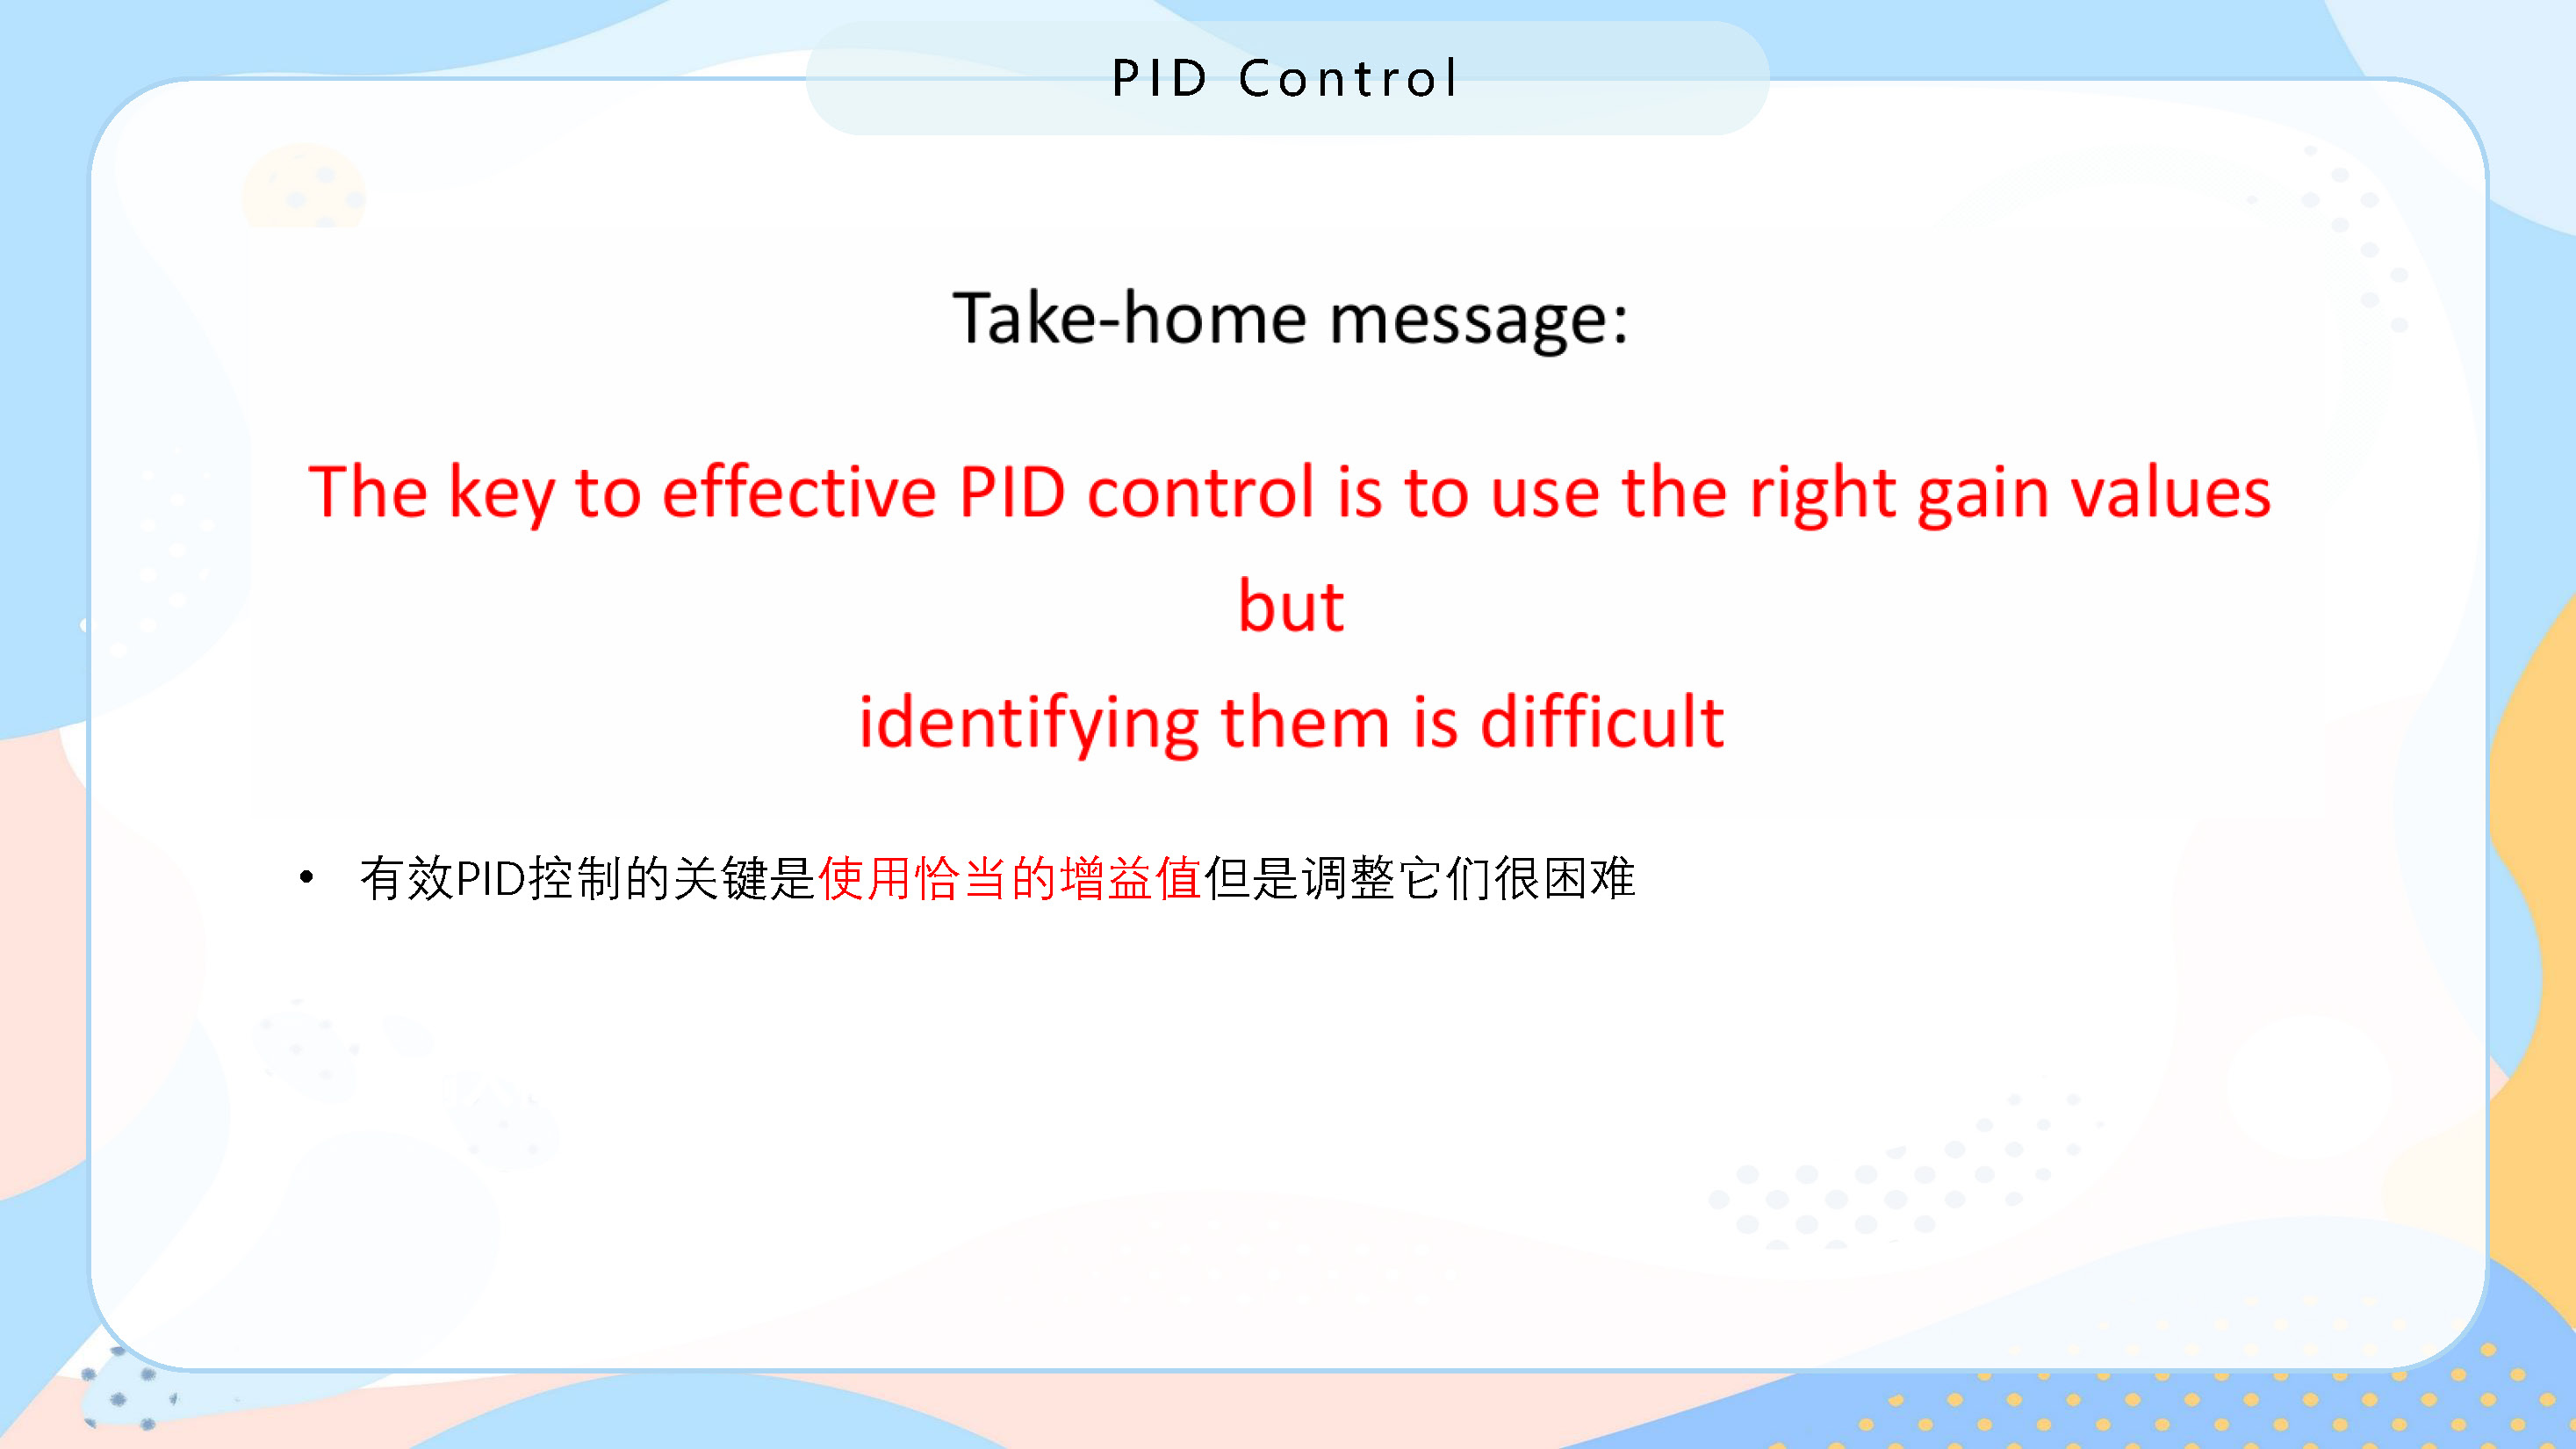 PID Control
Take-home message:
The key to effective PID control is to use the right gain values
but
identifying them is difficult
• 有效PID控制的关键是使用恰当的增益值但是调整它们很困难